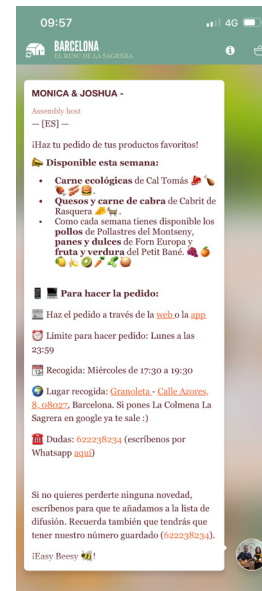 09:57
4G
BARCELONA
EL RUSC DE LA SAGRERA
MONICA & JOSHUA -
Assembly host
— [ES] —
¡Haz tu pedido de tus productos favoritos!
Disponible esta semana:
• Carne ecológicas de Cal Tomás
• Quesos y carne de cabra de Cabrit de
Rasquera .
• Como cada semana tienes disponible los
pollos de Pollastres del Montseny,
panes y dulces de Forn Europa y
fruta y verdura del Petit Bané.
Para hacer la pedido:
Haz el pedido a través de la web o la app
Límite para hacer pedido: Lunes a las
23:59
Recogida: Miércoles de 17:30 a 19:30
Lugar recogida: Granoleta - Calle Azores,
8, 08027, Barcelona. Si pones La Colmena La
Sagrera en google ya te sale :)
Dudas: 622238234 (escríbenos por
Whatsapp aquí)
Si no quieres perderte ninguna novedad,
escríbenos para que te añadamos a la lista de
difusión. Recuerda también que tendrás que
tener nuestro número guardado (622238234).
¡Easy Beesy !